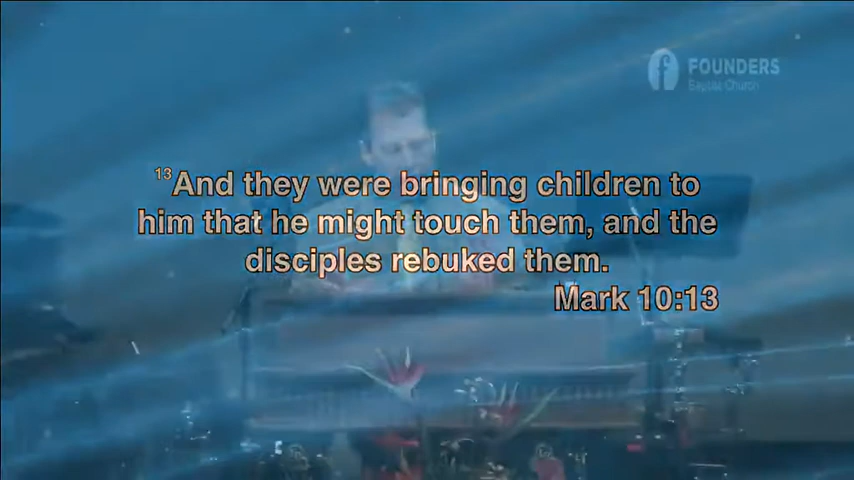 FOUNDERS
Baptist Church
13And they were bringing children to
him that he might touch them, and the
disciples rebuked them.
Mark 10:13